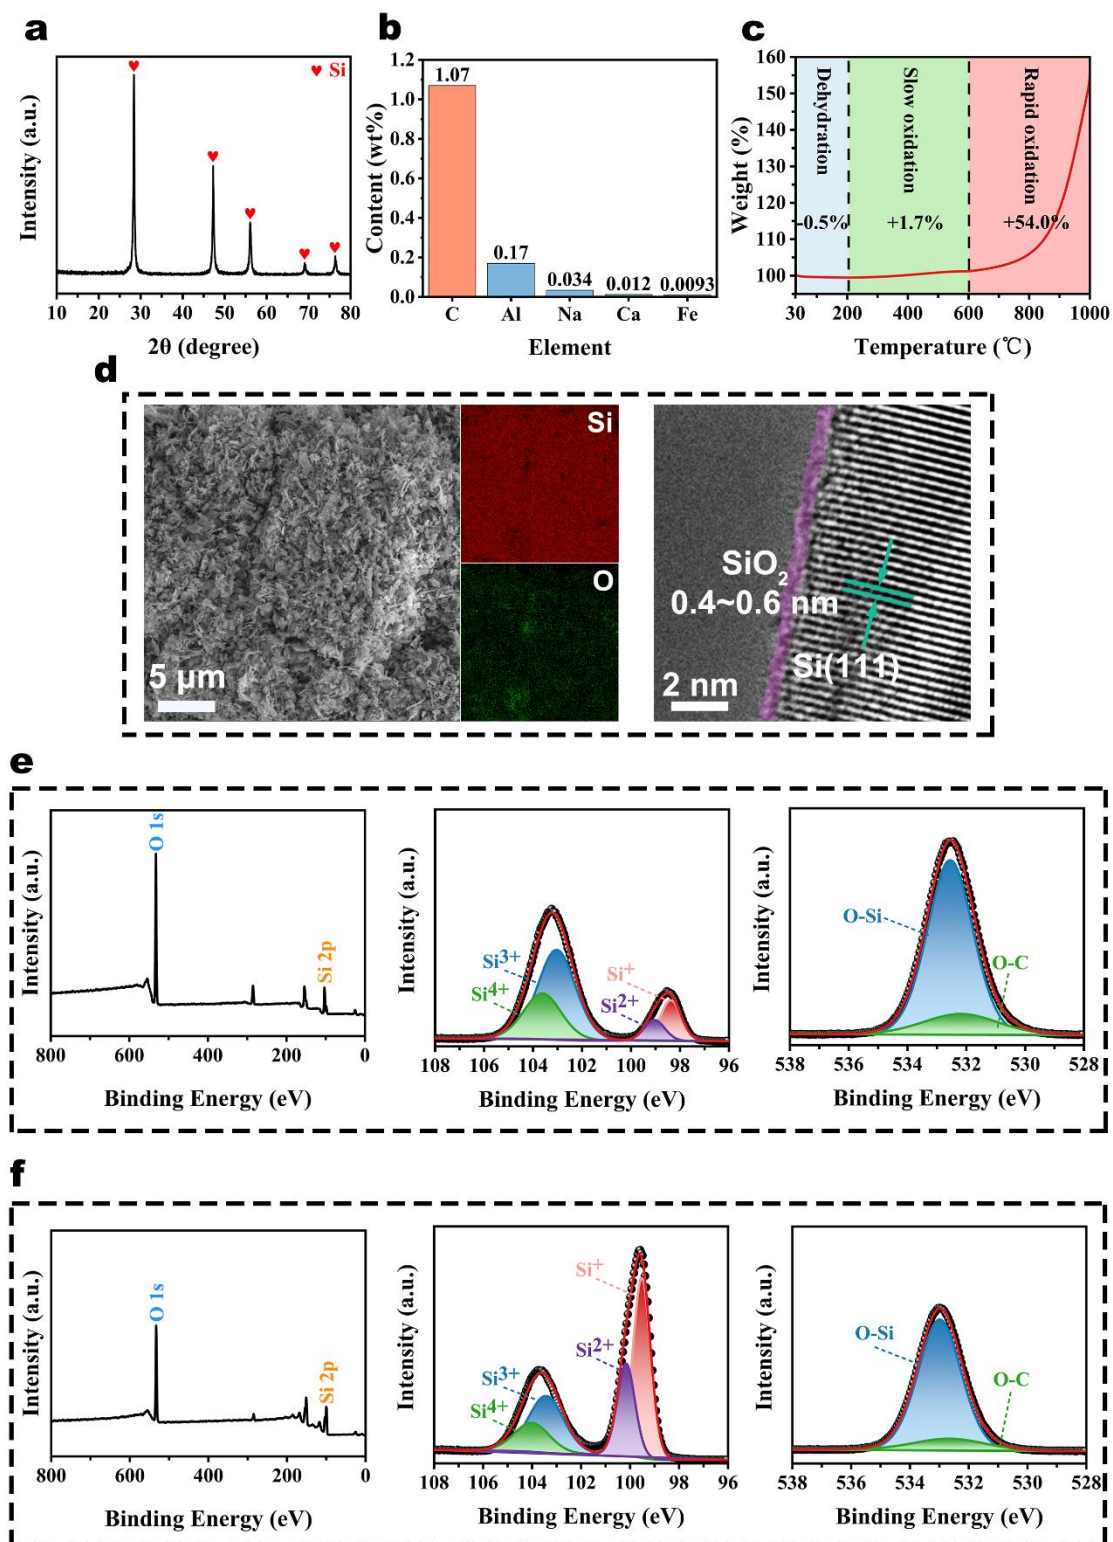 a
♥ Si
Intensity (a.u.)
10 20 30 40 50 60 70 80
2θ (degree)
b
1.2
1.0
0.8
0.6
0.4
0.2
0.0
Content (wt%)
1.07
0.17
0.034
0.012
0.0093
C Al Na Ca Fe
Element
c
160
150
140
130
120
110
100
Weight (%)
Dehydration
Slow oxidation
Rapid oxidation
-0.5%
+1.7%
+54.0%
30 200 400 600 800 1000
Temperature (℃)
d
5 μm
Si
O
SiO2
0.4~0.6 nm
Si(111)
2 nm
e
Intensity (a.u.)
O 1s
Si 2p
800 600 400 200 0
Binding Energy (eV)
Intensity (a.u.)
Si3+
Si4+
Si+
Si2+
108 106 104 102 100 98 96
Binding Energy (eV)
Intensity (a.u.)
O-Si
O-C
538 536 534 532 530 528
Binding Energy (eV)
f
Intensity (a.u.)
O 1s
Si 2p
800 600 400 200 0
Binding Energy (eV)
Intensity (a.u.)
Si+
Si2+
Si3+
Si4+
108 106 104 102 100 98 96
Binding Energy (eV)
Intensity (a.u.)
O-Si
O-C
538 536 534 532 530 528
Binding Energy (eV)